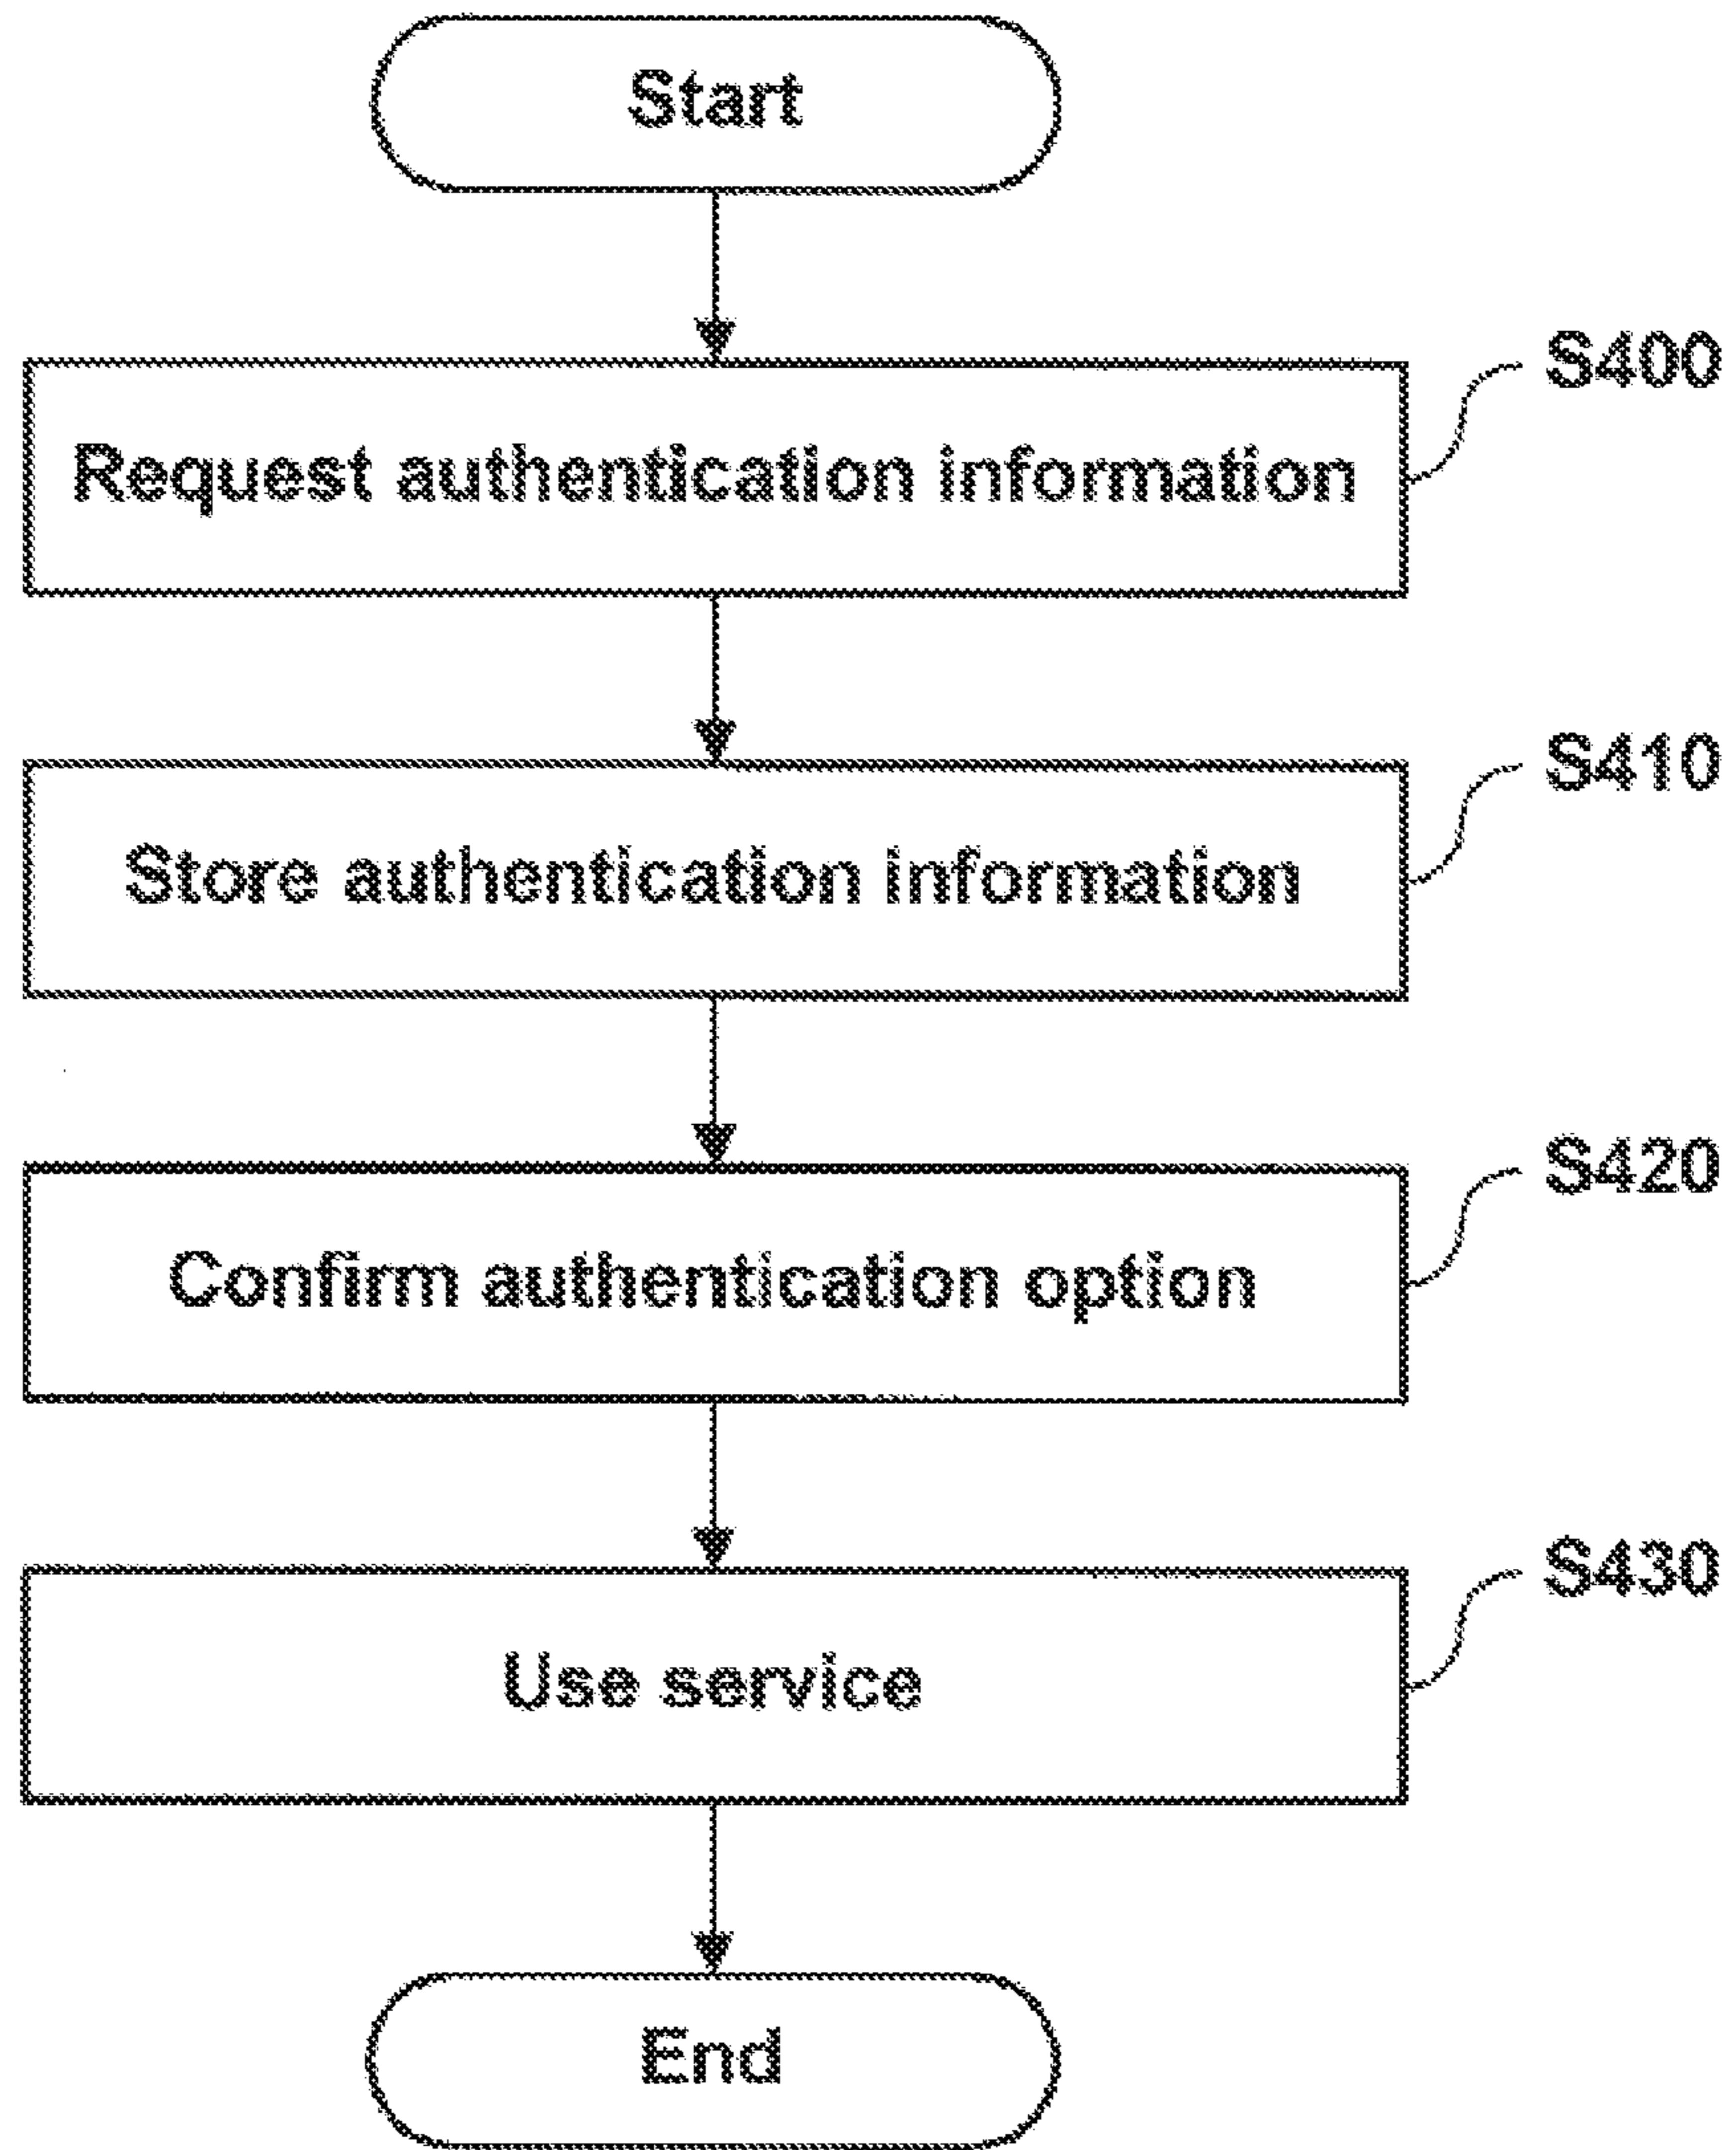 Start
S400
Request authentication information
S410
Store authentication information
S420
Confirm authentication option
S430
Use service
End